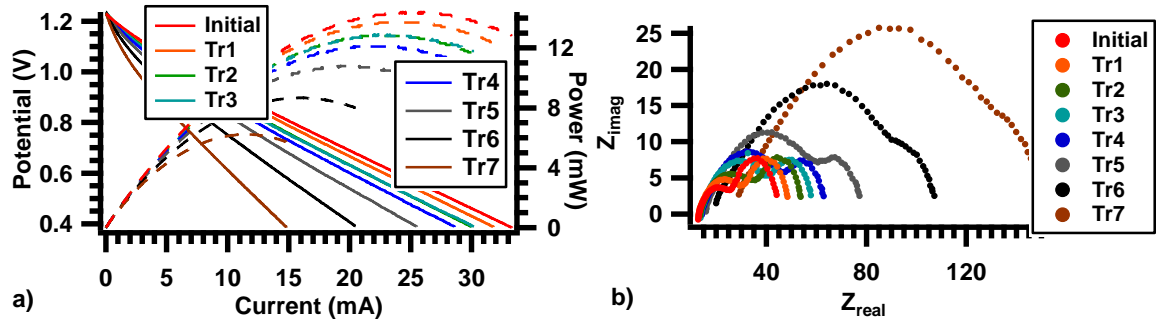 1.2
1.0
0.8
0.6
0.4
Potential (V)
Initial
Tr1
Tr2
Tr3
Tr4
Tr5
Tr6
Tr7
12
8
4
0
Power (mW)
0
5
10
15
20
25
30
Current (mA)
a)
25
20
15
10
5
0
Zimag
40
80
120
Zreal
b)
Initial
Tr1
Tr2
Tr3
Tr4
Tr5
Tr6
Tr7